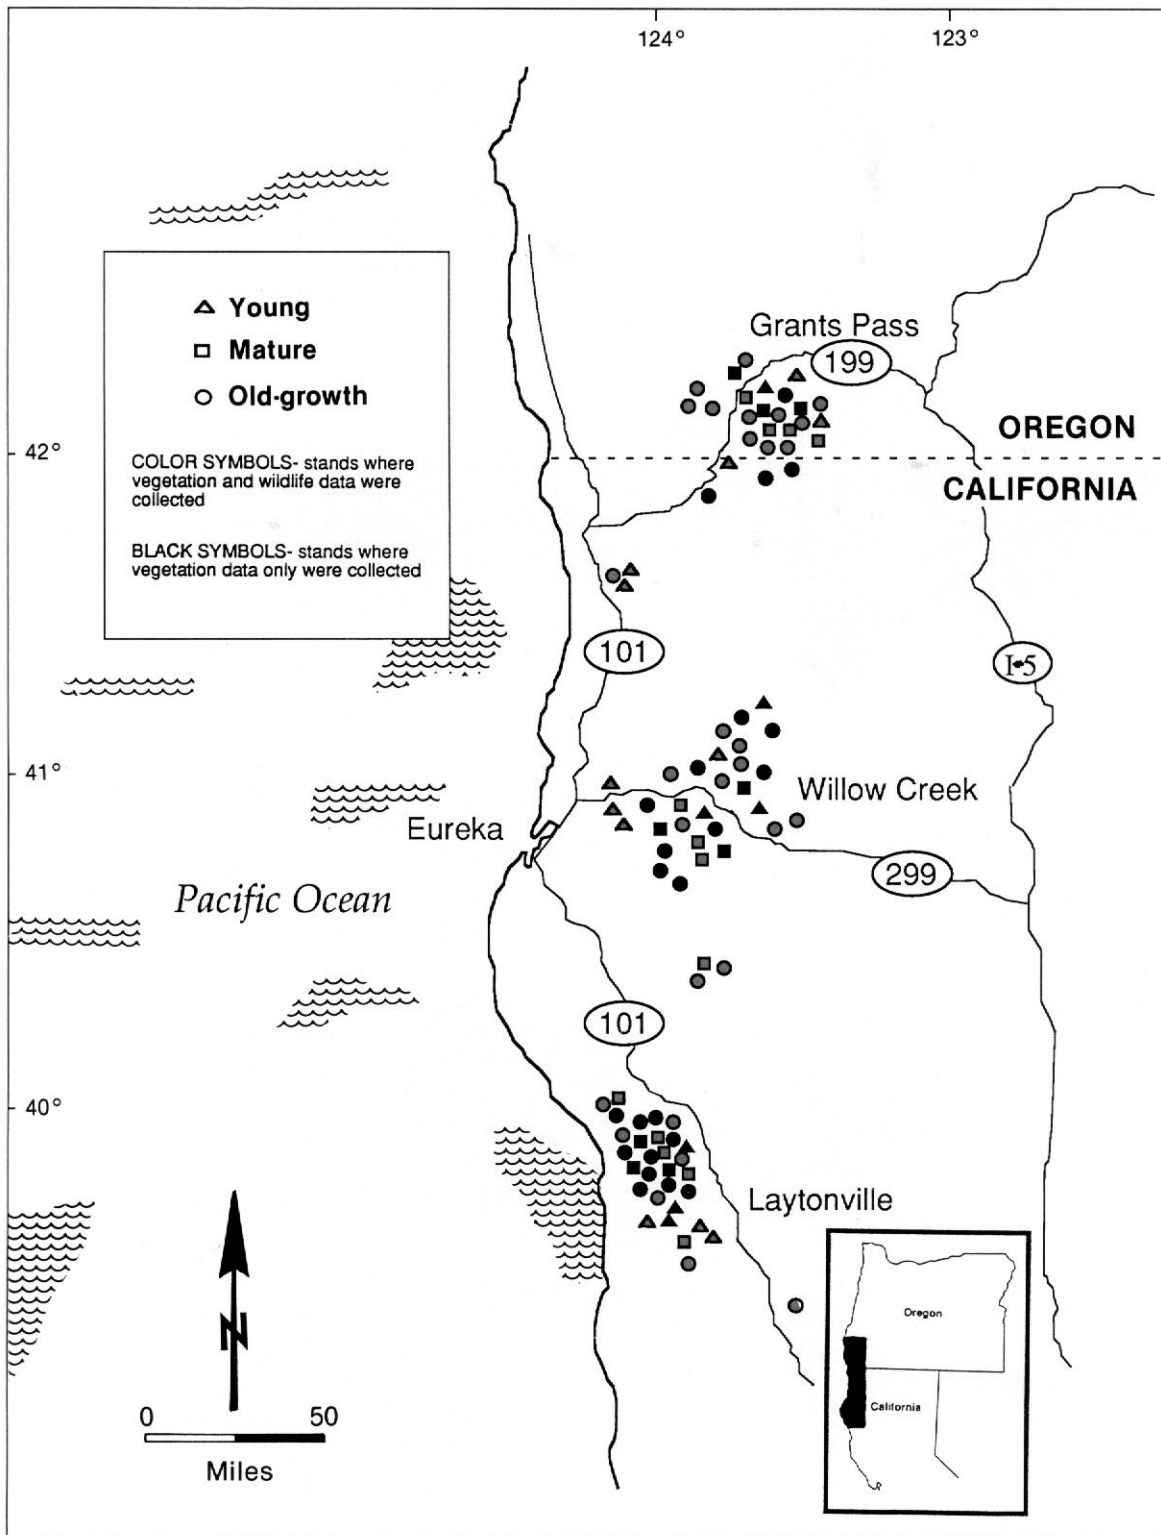 124°
123°
Young
Mature
Old-growth
COLOR SYMBOLS- stands where
vegetation and wildlife data were
collected
BLACK SYMBOLS- stands where
vegetation data only were collected
Grants Pass
199
42°
OREGON
CALIFORNIA
101
I-5
41°
Willow Creek
Eureka
299
Pacific Ocean
101
40°
Laytonville
N
0
50
Miles
Oregon
California